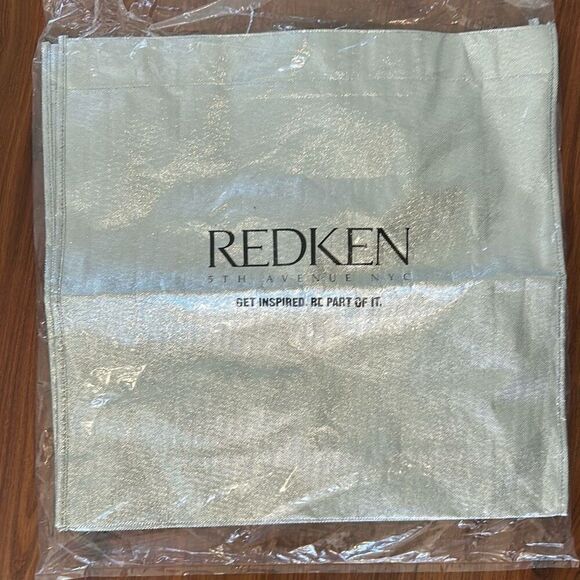 REDKEN
5TH AVENUE NYC
GET INSPIRED. BE PART OF IT.